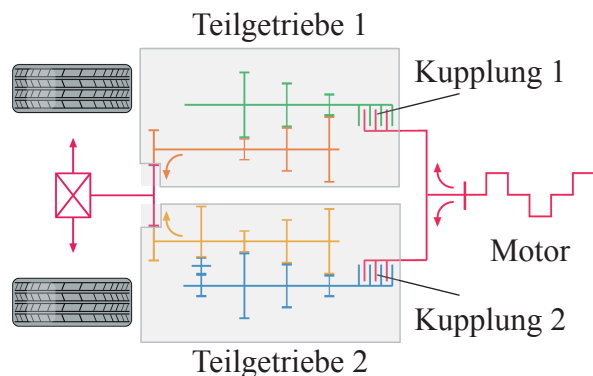 Teilgetriebe 1
Kupplung 1
Motor
Kupplung 2
Teilgetriebe 2